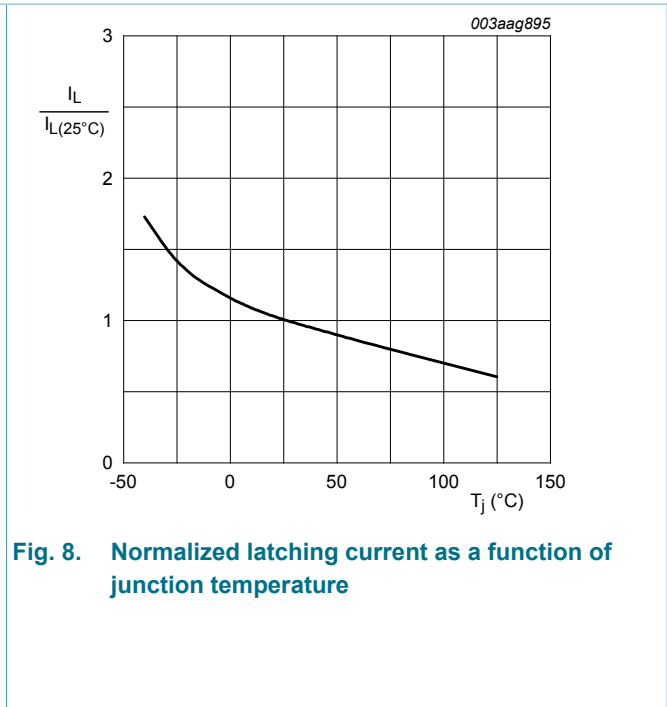 003aag895
3
I_L
I_L(25°C)
2
1
0
-50 0 50 100 150
T_j (°C)
Fig. 8. Normalized latching current as a function of
junction temperature